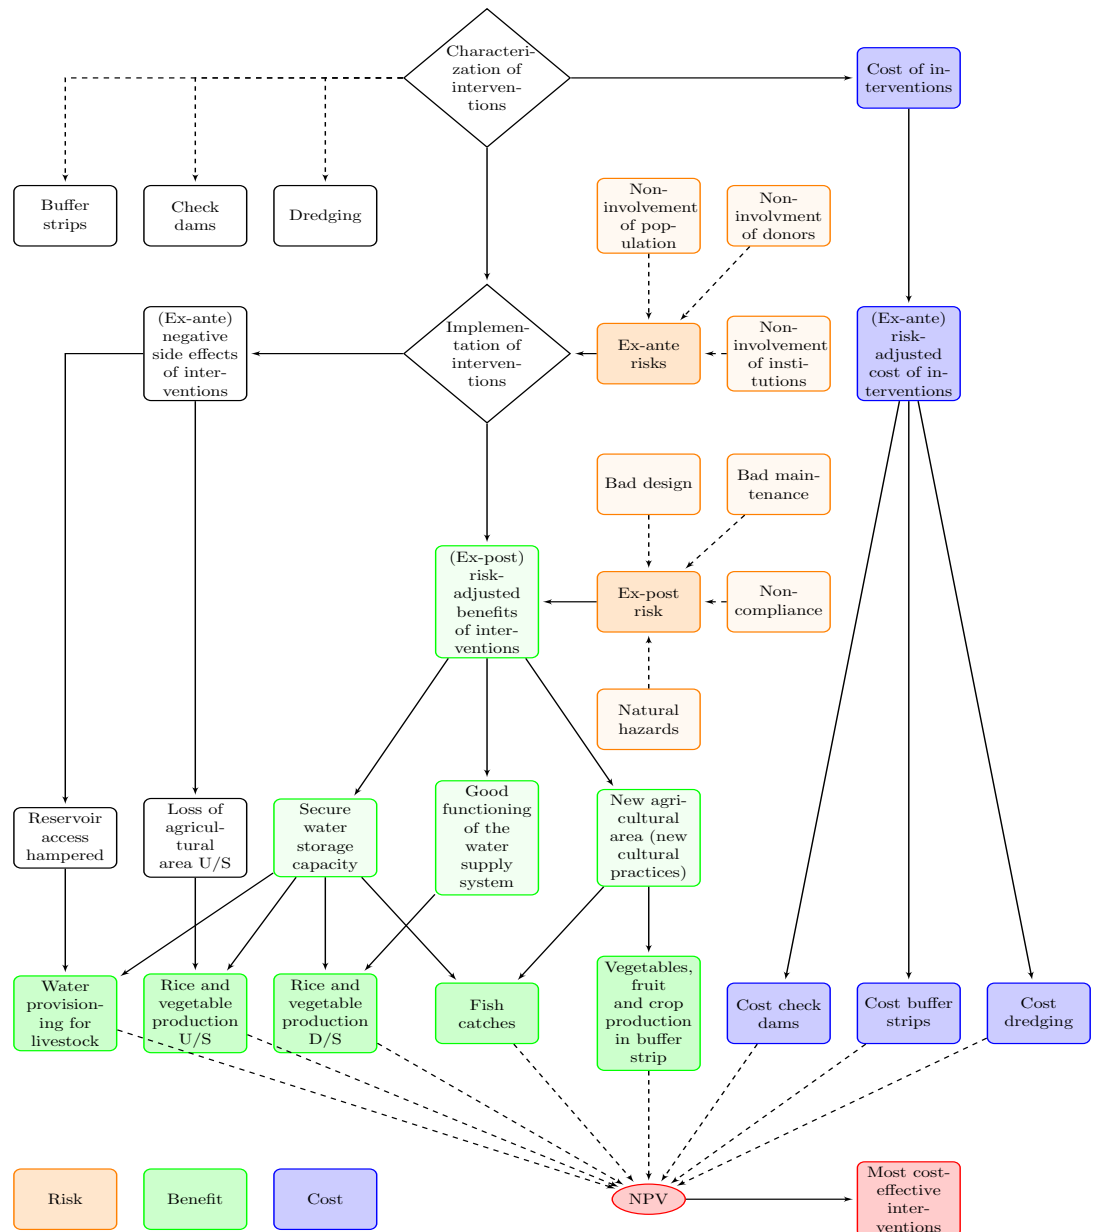 Characteri-
zation of
interven-
tions
Cost of in-
terventions
Buffer
strips
Check
dams
Dredging
Non-
involvement
of pop-
ulation
Non-
involvment
of donors
(Ex-ante)
negative
side effects
of inter-
ventions
Implemen-
tation of
interven-
tions
Ex-ante
risks
Non-
involvement
of insti-
tutions
(Ex-ante)
risk-
adjusted
cost of in-
terventions
Bad design
Bad main-
tenance
(Ex-post)
risk-
adjusted
benefits
of inter-
ventions
Ex-post
risk
Non-
compliance
Natural
hazards
Reservoir
access
hampered
Loss of
agricul-
tural
area U/S
Secure
water
storage
capacity
Good
functioning
of the
water
supply
system
New agri-
cultural
area (new
cultural
practices)
Water
provision-
ing for
livestock
Rice and
vegetable
production
U/S
Rice and
vegetable
production
D/S
Fish
catches
Vegetables,
fruit
and crop
production
in buffer
strip
Cost check
dams
Cost buffer
strips
Cost
dredging
Risk
Benefit
Cost
NPV
Most cost-
effective
inter-
ventions